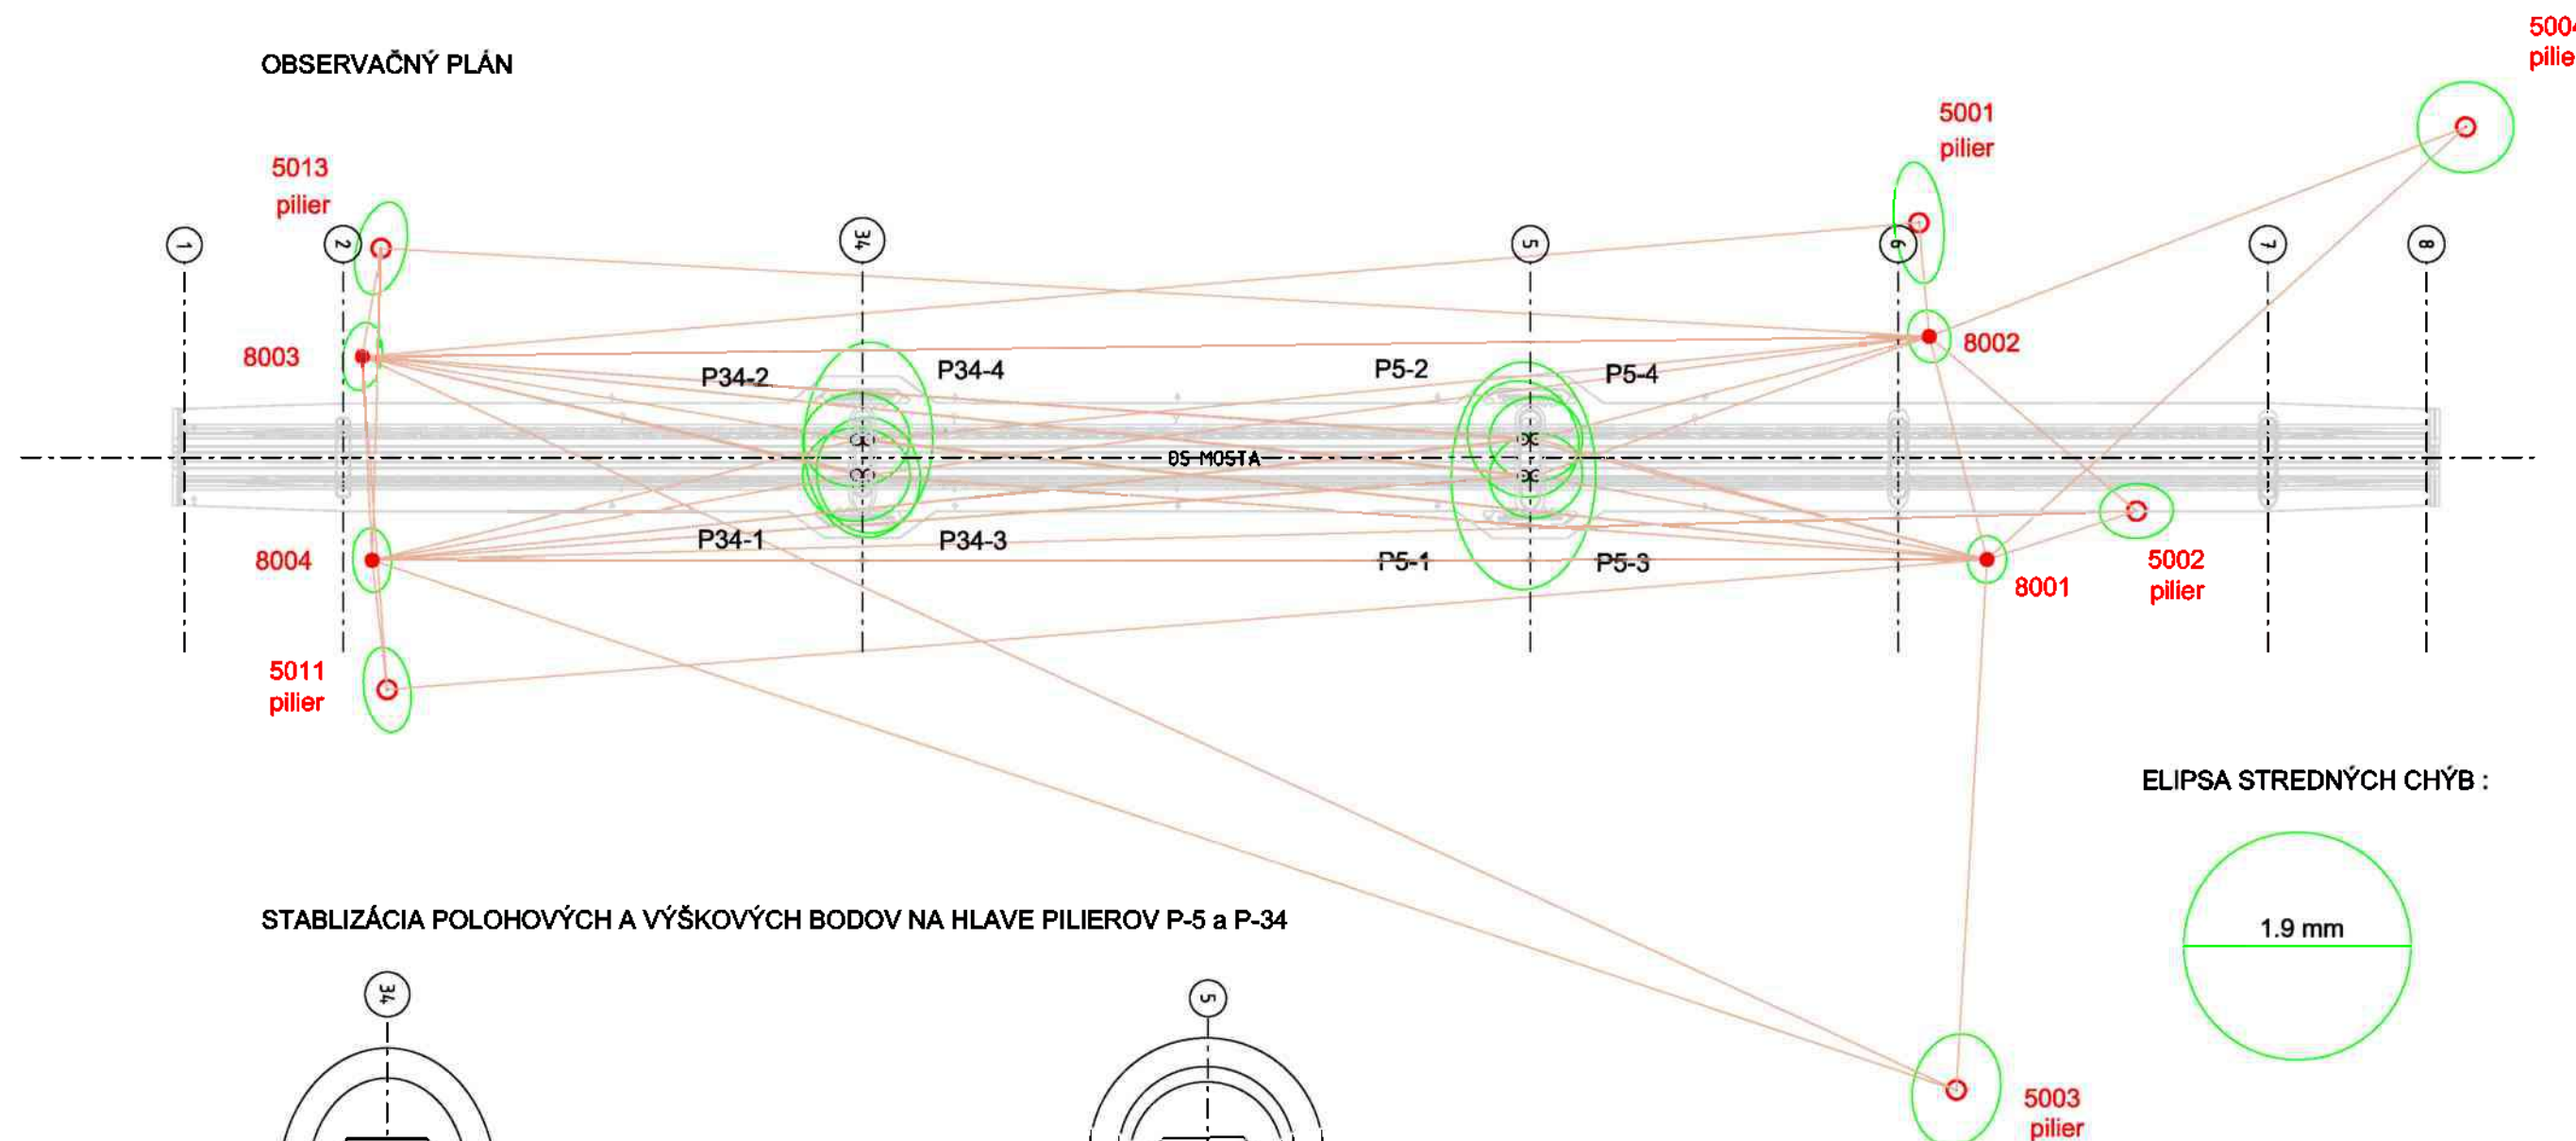 OBSERVAČNÝ PLÁN
5004
5001
pilier
5013
pilier
1
2
34
5
6
7
8
8003
8002
P34-2
P34-4
P5-2
P5-4
OS MOSTA
P34-1
P34-3
P5-1
P5-3
8004
8001
5002
pilier
5011
pilier
ELIPSA STREDNÝCH CHÝB :
1.9 mm
STABLIZÁCIA POLOHOVÝCH A VÝŠKOVÝCH BODOV NA HLAVE PILIEROV P-5 a P-34
34
5
5003
pilier